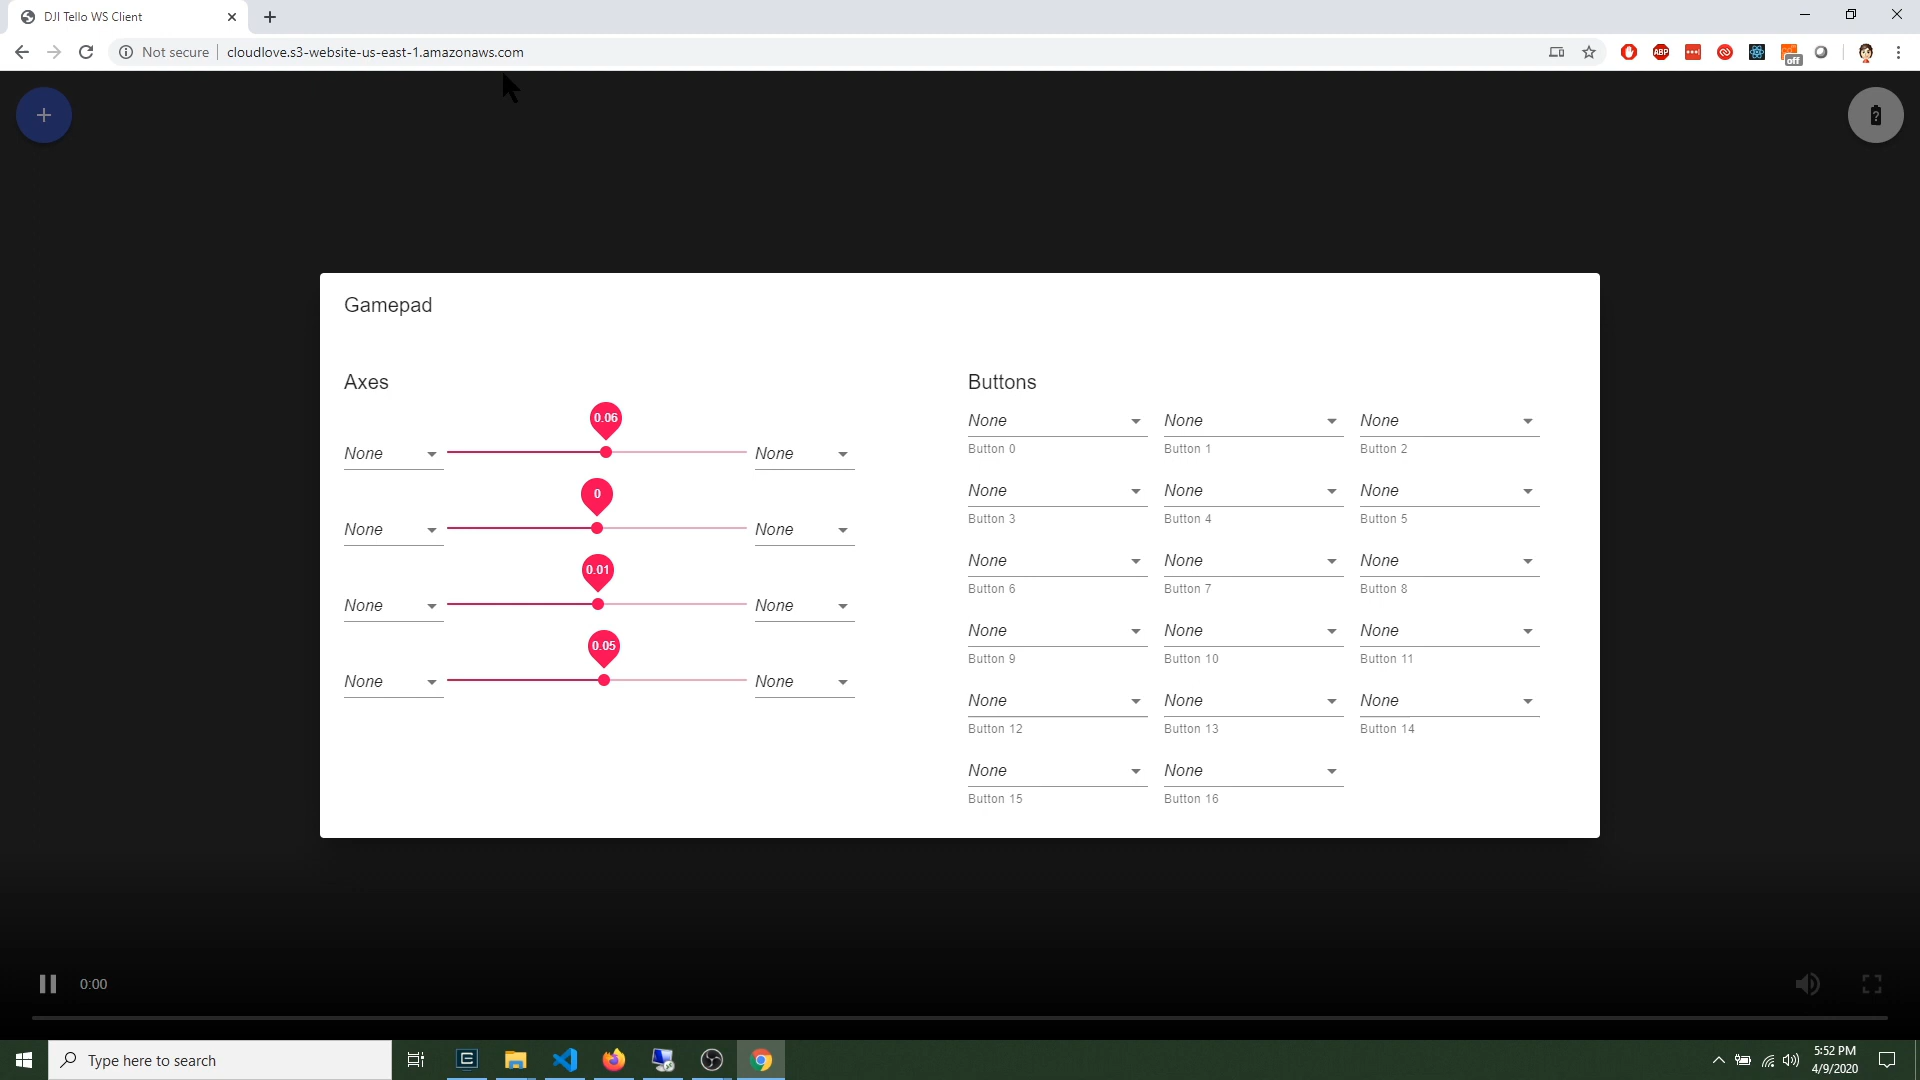 DJI Tello WS Client
Not secure cloudlove.s3-website-us-east-1.amazonaws.com
ABP
off
?
Gamepad
Axes
0.06
None None
0
None None
0.01
None None
0.05
None None
Buttons
None None None
Button 0 Button 1 Button 2
None None None
Button 3 Button 4 Button 5
None None None
Button 6 Button 7 Button 8
None None None
Button 9 Button 10 Button 11
None None None
Button 12 Button 13 Button 14
None None
Button 15 Button 16
0:00
Type here to search
5:52 PM
4/9/2020